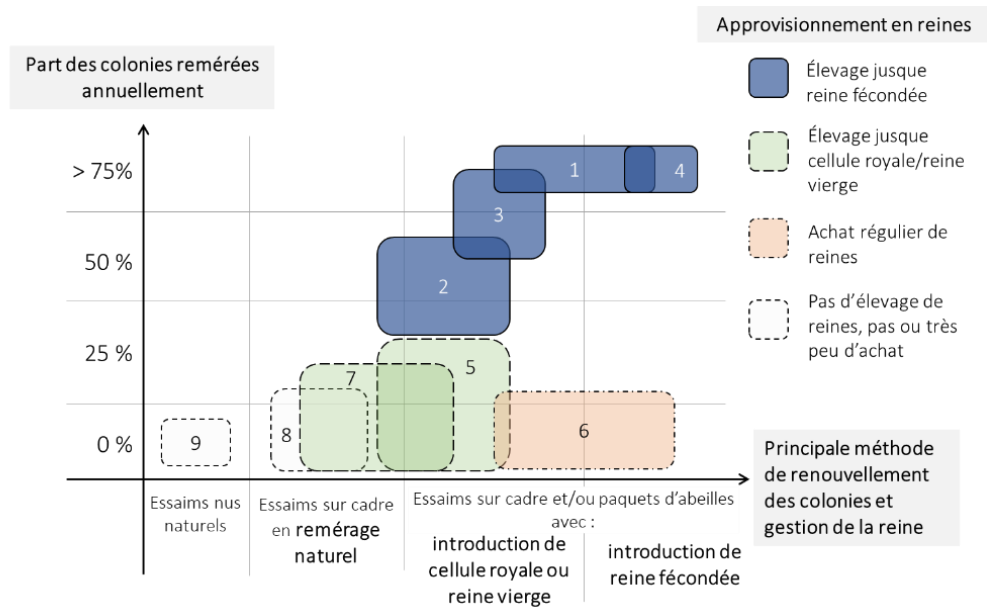 Approvisionnement en reines
Part des colonies remérées
annuellement
Élevage jusque
reine fécondée
Élevage jusque
cellule royale/reine
vierge
Achat régulier de
reines
Pas d'élevage de
reines, pas ou très
peu d'achat
> 75%
50 %
25 %
0 %
1
4
3
2
5
7
6
8
9
Principale méthode
de renouvellement
des colonies et
gestion de la reine
Essaims nus
naturels
Essaims sur cadre
en remérage
naturel
Essaims sur cadre et/ou paquets d'abeilles
avec :
introduction de
cellule royale ou
reine vierge
introduction de
reine fécondée